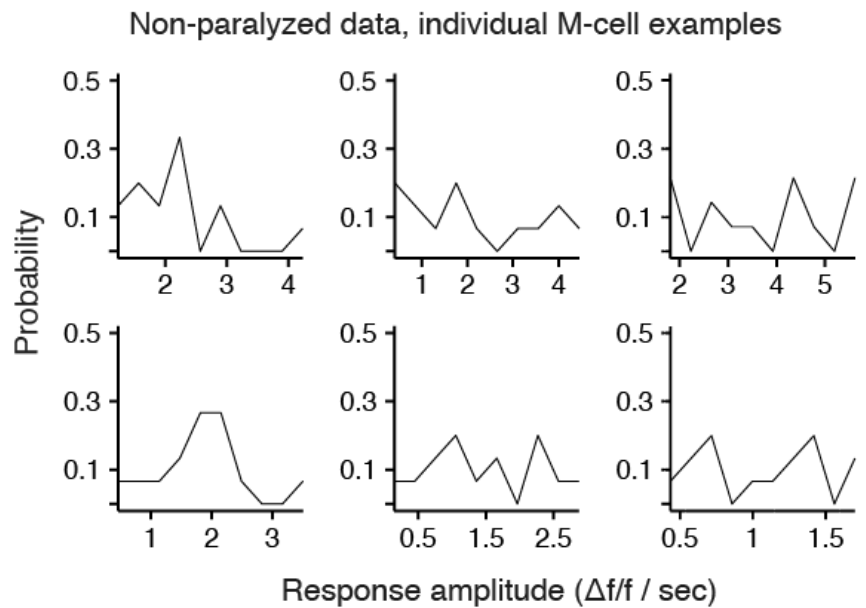 Non-paralyzed data, individual M-cell examples
0.5 0.5 0.5
0.3 0.3 0.3
0.1 0.1 0.1
2 3 4 1 2 3 4 2 3 4 5
Probability
0.5 0.5 0.5
0.3 0.3 0.3
0.1 0.1 0.1
1 2 3 0.5 1.5 2.5 0.5 1 1.5
Response amplitude (Δf/f / sec)